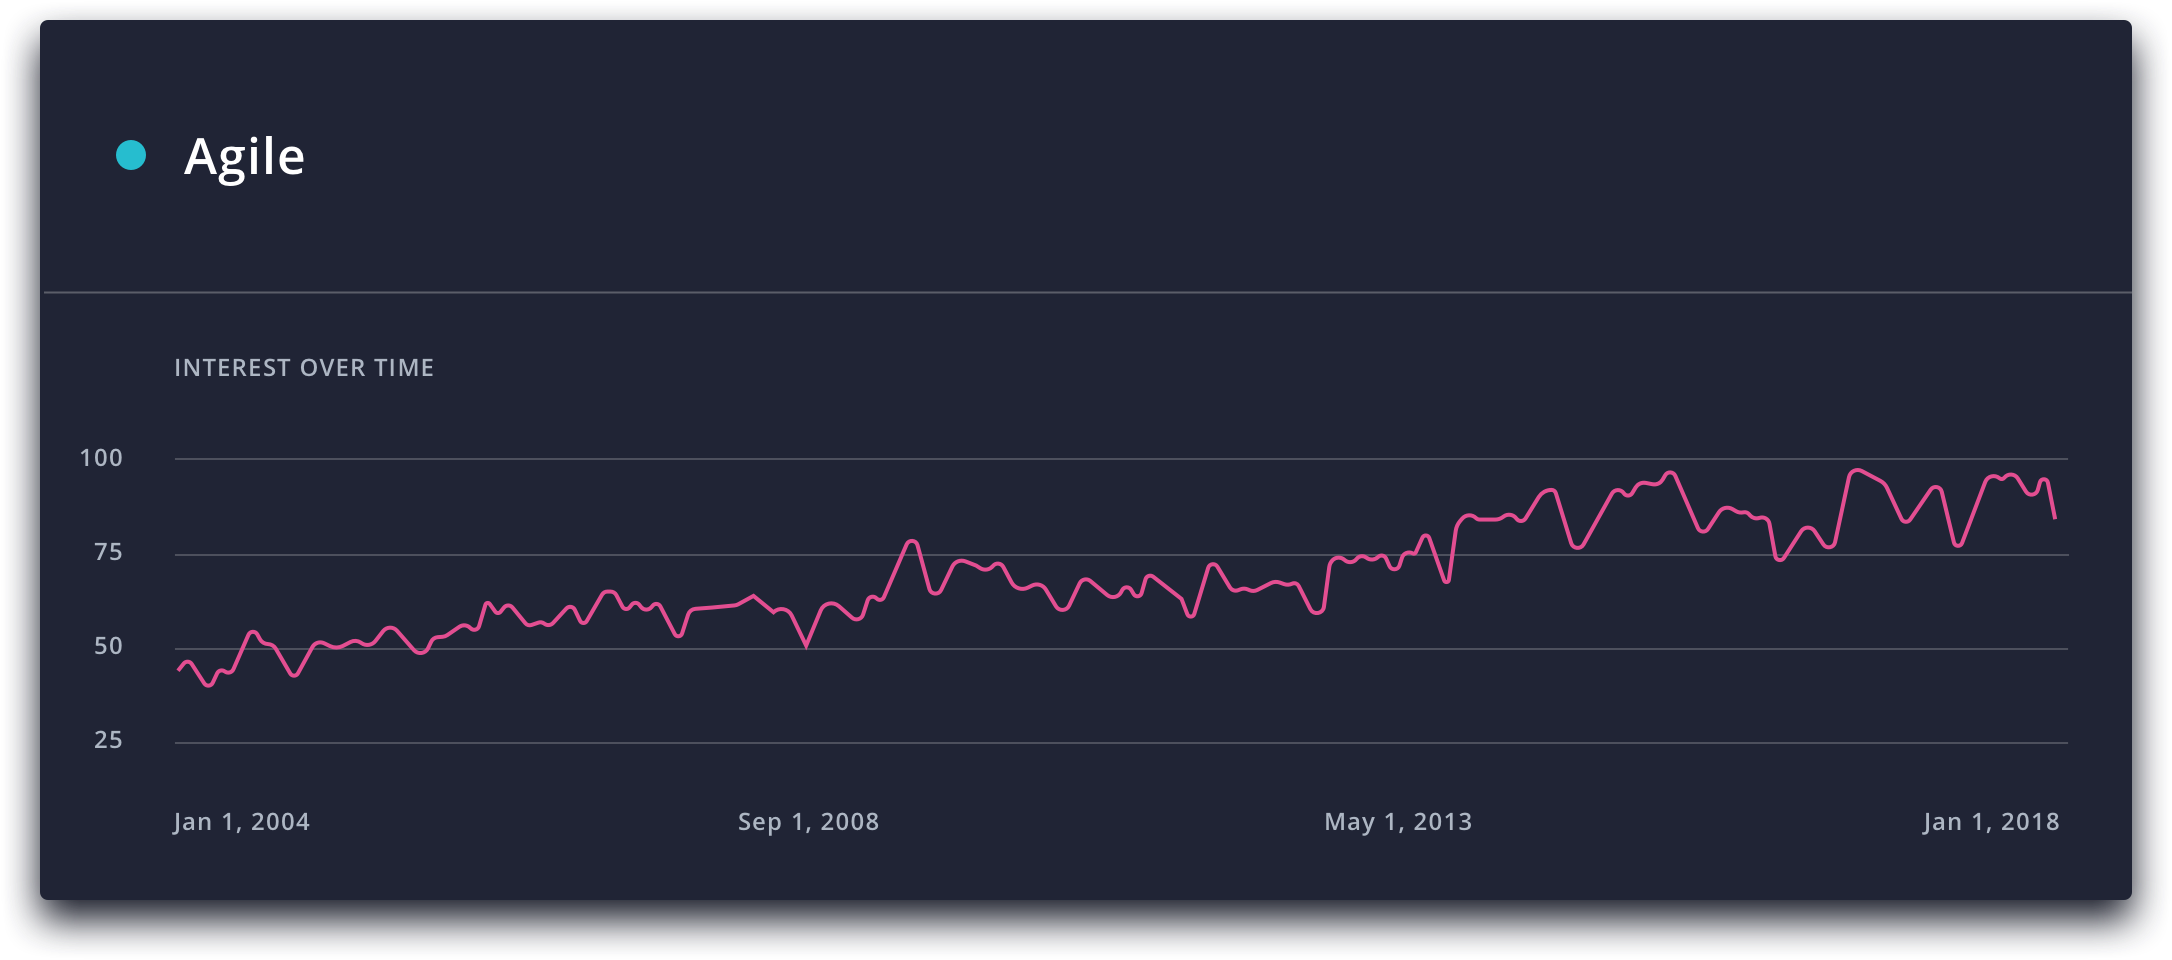 Agile
INTEREST OVER TIME
100
75
50
25
Jan 1, 2004 Sep 1, 2008 May 1, 2013 Jan 1, 2018